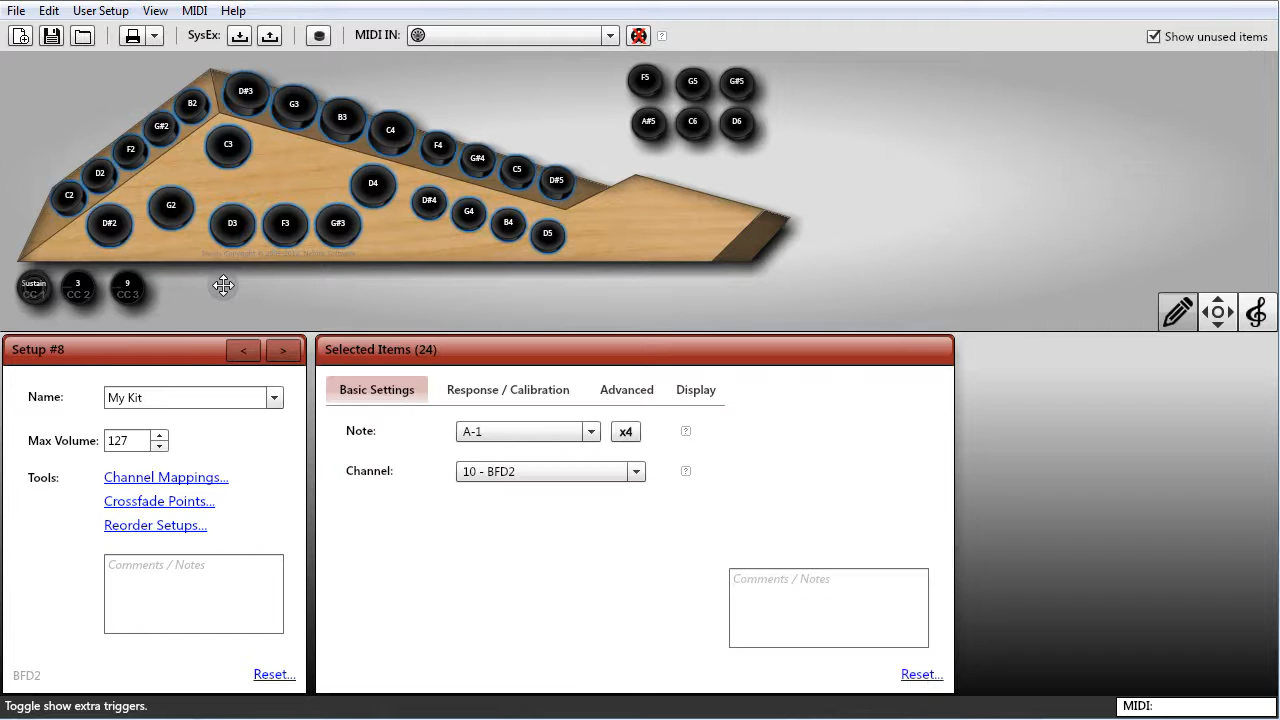 File Edit User Setup View MIDI Help
SysEx: MIDI IN: ? Show unused items
B2 D#3 G3 B3 C4 F4 G#4 C5 D#5
G#2 F2 D2 C2
C3 D4 D#4 G4 B4 D5
D#2 G2 D3 F3 G#3
F5 G5 G#5
A#5 C6 D6
Sustain 3 9
CC 1 CC 2 CC 3
Setup #8 < >
Name: My Kit
Max Volume: 127
Tools: Channel Mappings...
Crossfade Points...
Reorder Setups...
Comments / Notes
BFD2 Reset...
Selected Items (24)
Basic Settings Response / Calibration Advanced Display
Note: A-1 x4 ?
Channel: 10 - BFD2 ?
Comments / Notes
Reset...
Toggle show extra triggers. MIDI: